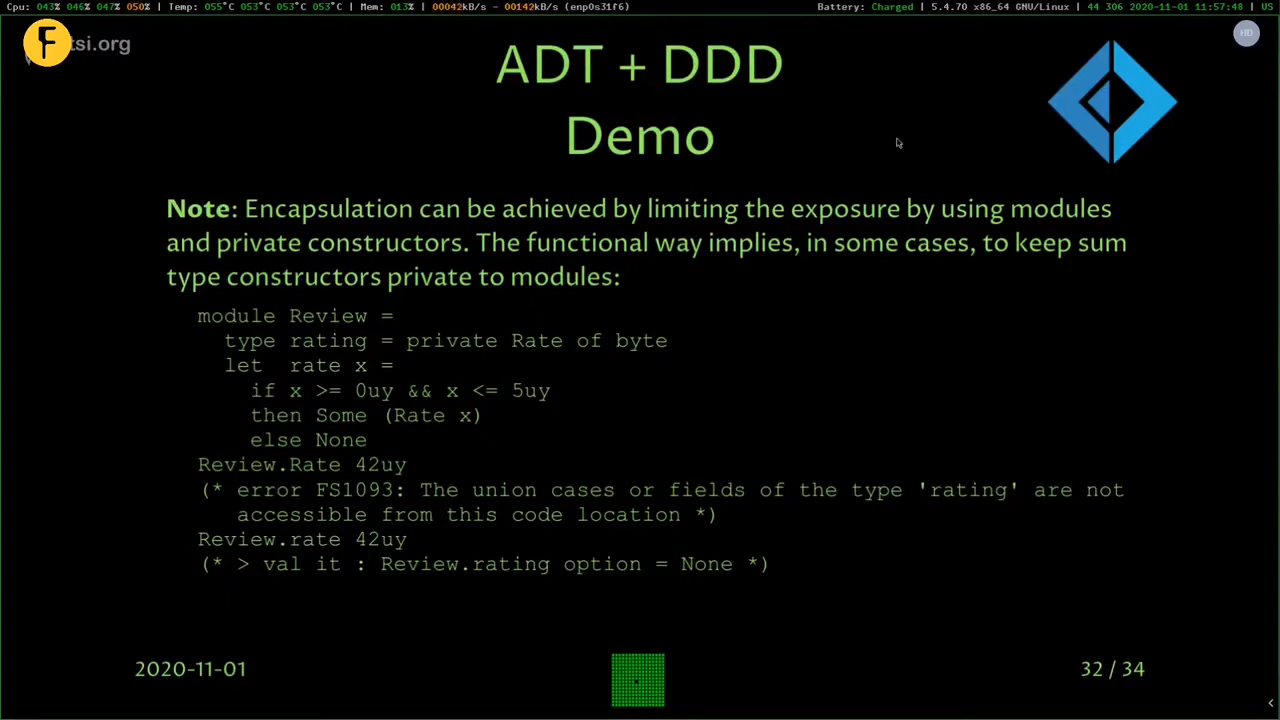 Cpu: 043% 046% 047% 050% | Temp: 055°C 053°C 053°C 053°C | Mem: 013% | 00042kB/s - 00142kB/s (enp0s31f6)
Battery: Charged | 5.4.70 x86_64 GNU/Linux | 44 306 2020-11-01 11:57:48 | US
F
tsi.org
HD
ADT + DDD
Demo
Note: Encapsulation can be achieved by limiting the exposure by using modules
and private constructors. The functional way implies, in some cases, to keep sum
type constructors private to modules:
module Review =
type rating = private Rate of byte
let rate x =
if x >= 0uy && x <= 5uy
then Some (Rate x)
else None
Review.Rate 42uy
(* error FS1093: The union cases or fields of the type 'rating' are not
accessible from this code location *)
Review.rate 42uy
(* > val it : Review.rating option = None *)
2020-11-01
32 / 34